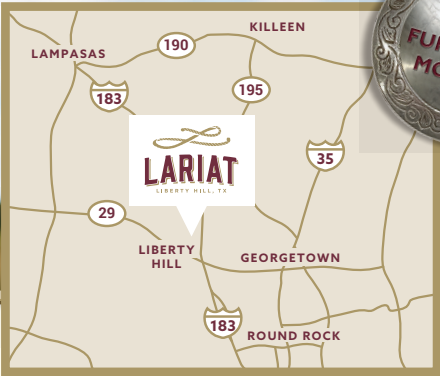 KILLEEN
190
LAMPASAS
183
195
LARIAT
LIBERTY HILL, TX
35
29
LIBERTY
HILL
GEORGETOWN
183
ROUND ROCK